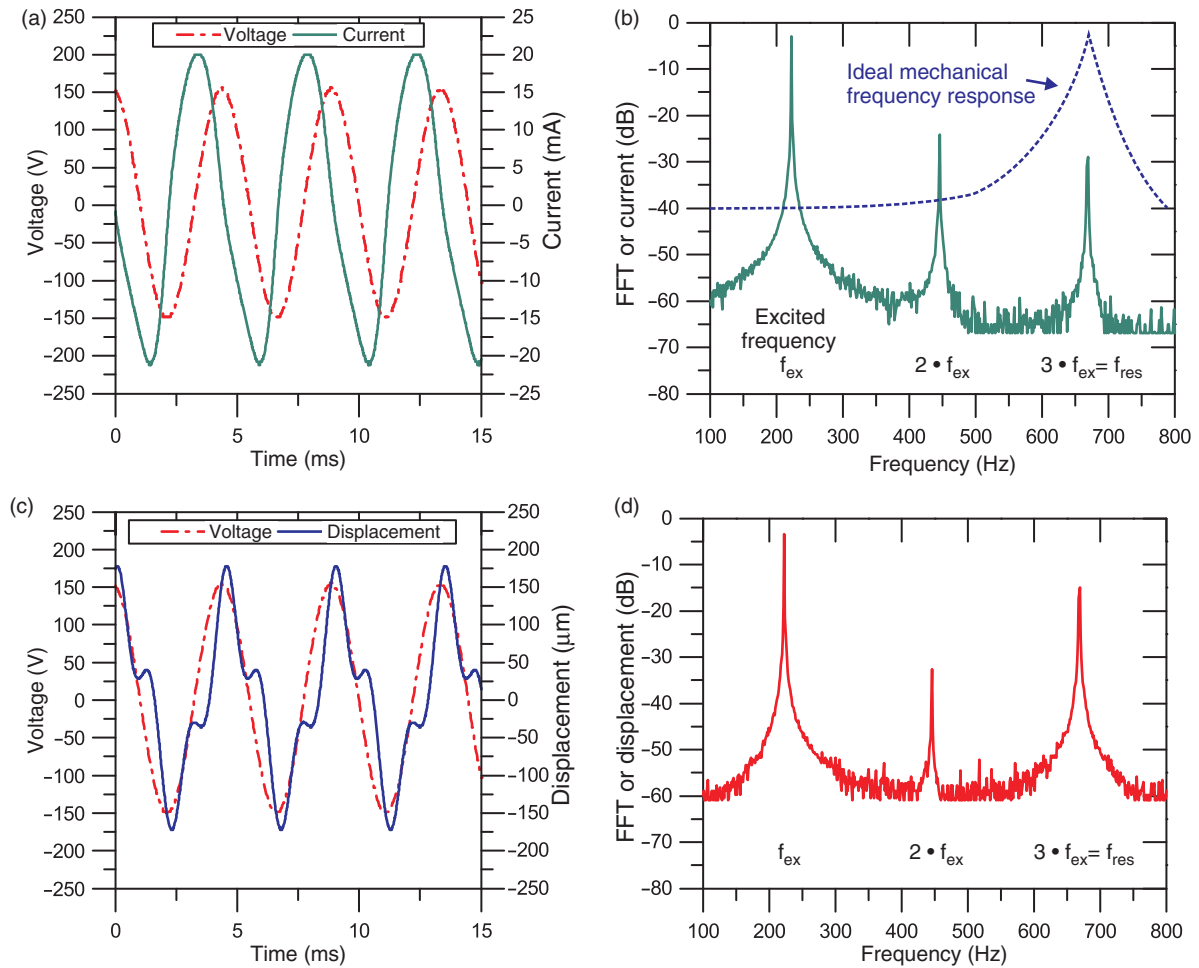 (a)
Voltage Current
250
200
150
100
50
0
−50
−100
−150
−200
−250
Voltage (V)
25
20
15
10
5
0
−5
−10
−15
−20
−25
Current (mA)
0 5 10 15
Time (ms)
(b)
0
−10
−20
−30
−40
−50
−60
−70
−80
FFT or current (dB)
Ideal mechanical
frequency response
Excited
frequency
fex
2 • fex
3 • fex= fres
100 200 300 400 500 600 700 800
Frequency (Hz)
(c)
Voltage Displacement
250
200
150
100
50
0
−50
−100
−150
−200
−250
Voltage (V)
250
200
150
100
50
0
−50
−100
−150
−200
−250
Displacement (μm)
0 5 10 15
Time (ms)
(d)
0
−10
−20
−30
−40
−50
−60
−70
−80
FFT or displacement (dB)
fex
2 • fex
3 • fex= fres
100 200 300 400 500 600 700 800
Frequency (Hz)